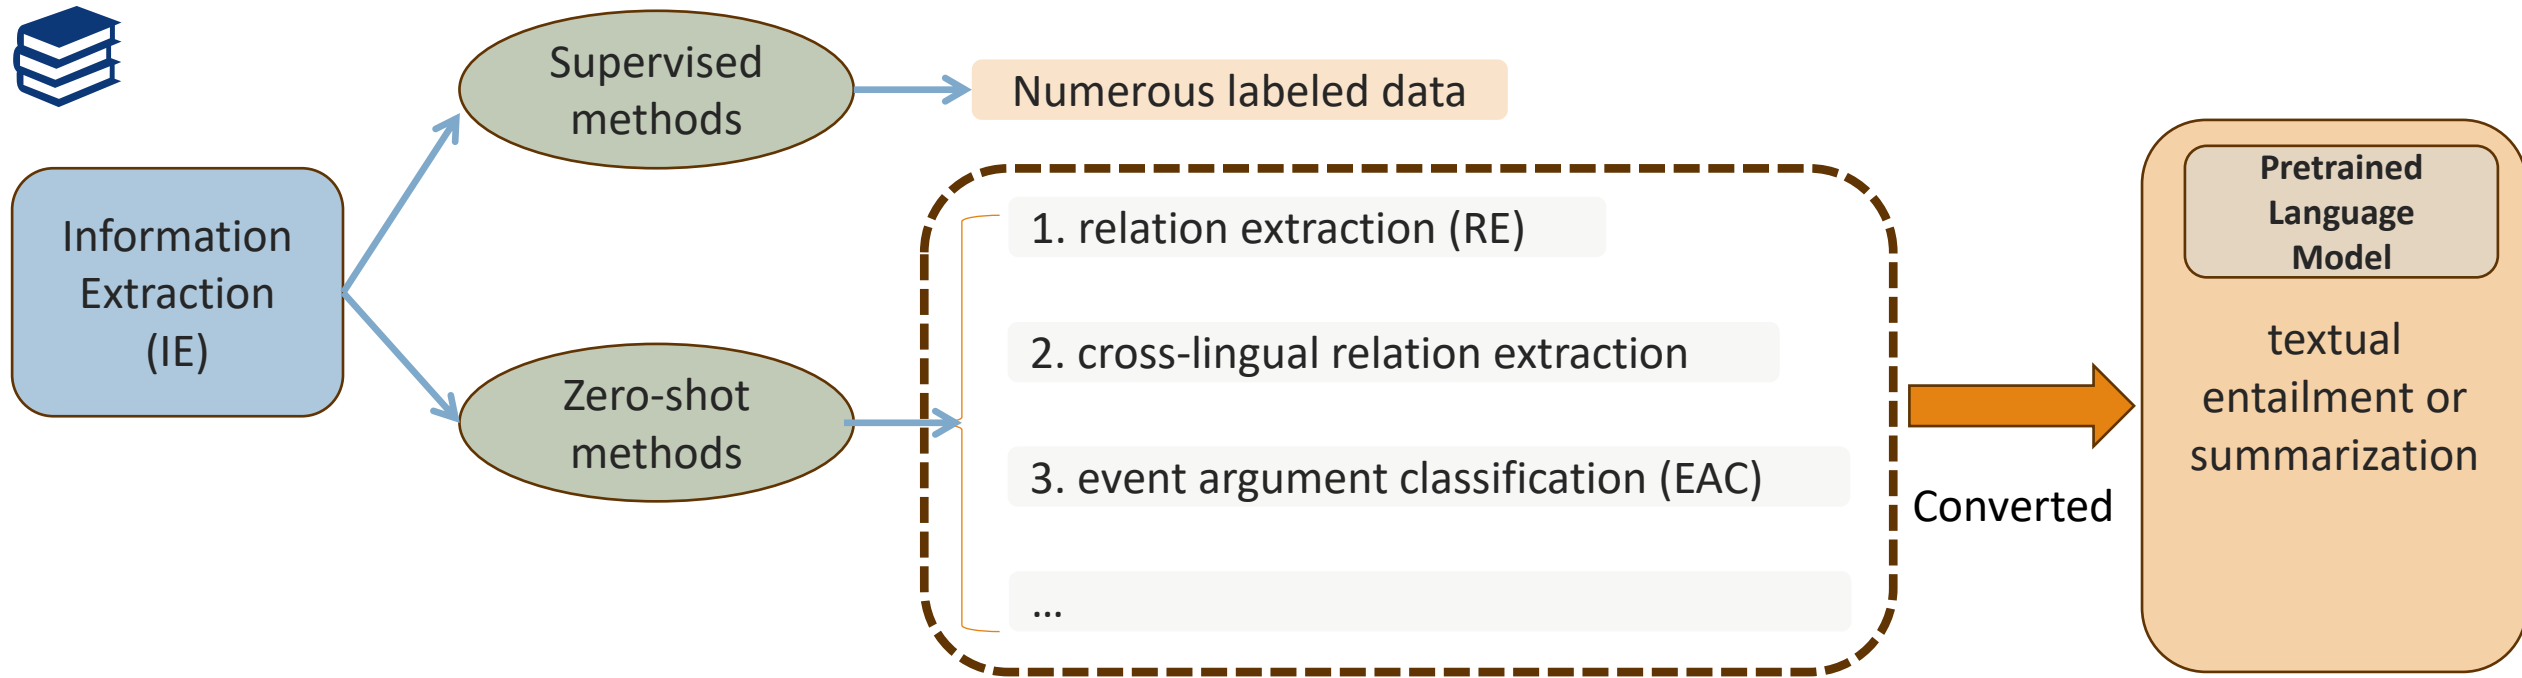 Supervised
methods
Numerous labeled data
Information
Extraction
(IE)
Zero-shot
methods
1. relation extraction (RE)
2. cross-lingual relation extraction
3. event argument classification (EAC)
...
Converted
Pretrained
Language
Model
textual
entailment or
summarization